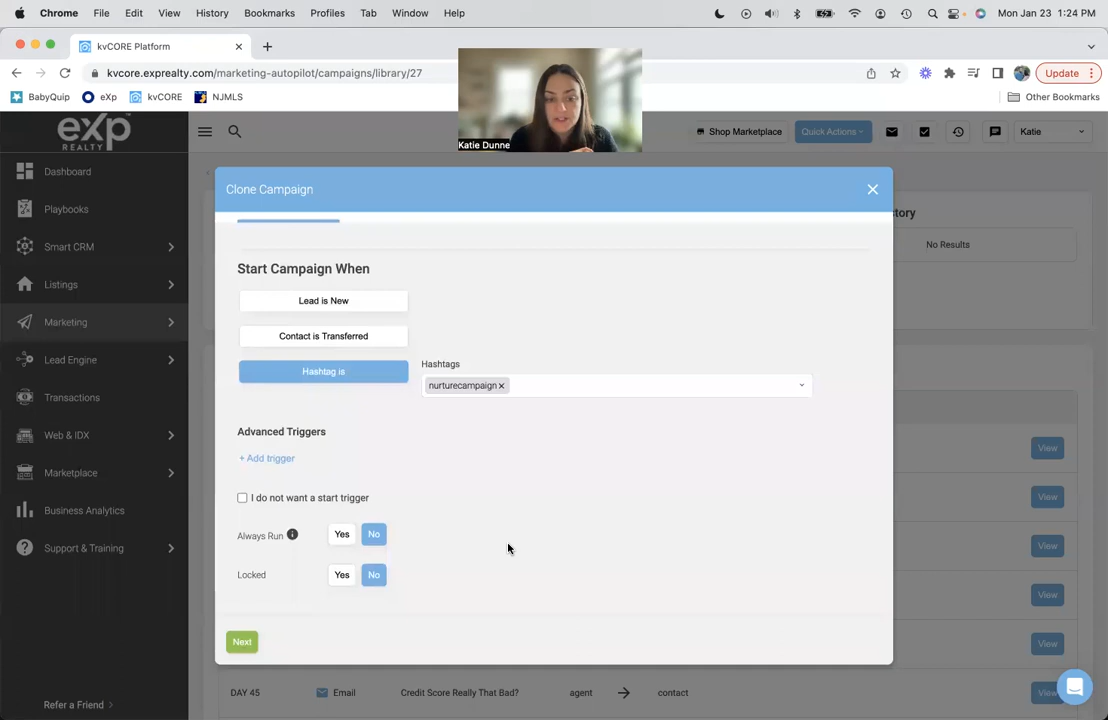 Chrome File Edit View History Bookmarks Profiles Tab Window Help Mon Jan 23 1:24 PM
kvCORE Platform
kvcore.exprealty.com/marketing-autopilot/campaigns/library/27 Update
BabyQuip eXp kvCORE NJMLS Other Bookmarks
exp
REALTY
Shop Marketplace Quick Actions Katie
Katie Dunne
Dashboard
Playbooks
Smart CRM
Listings
Marketing
Lead Engine
Transactions
Web & IDX
Marketplace
Business Analytics
Support & Training
Refer a Friend
Clone Campaign
tory
No Results
Start Campaign When
Lead is New
Contact is Transferred
Hashtag is
Hashtags
nurturecampaign
Advanced Triggers
+ Add trigger
I do not want a start trigger
Always Run Yes No
Locked Yes No
Next
View
View
View
View
View
DAY 45 Email Credit Score Really That Bad? agent contact View